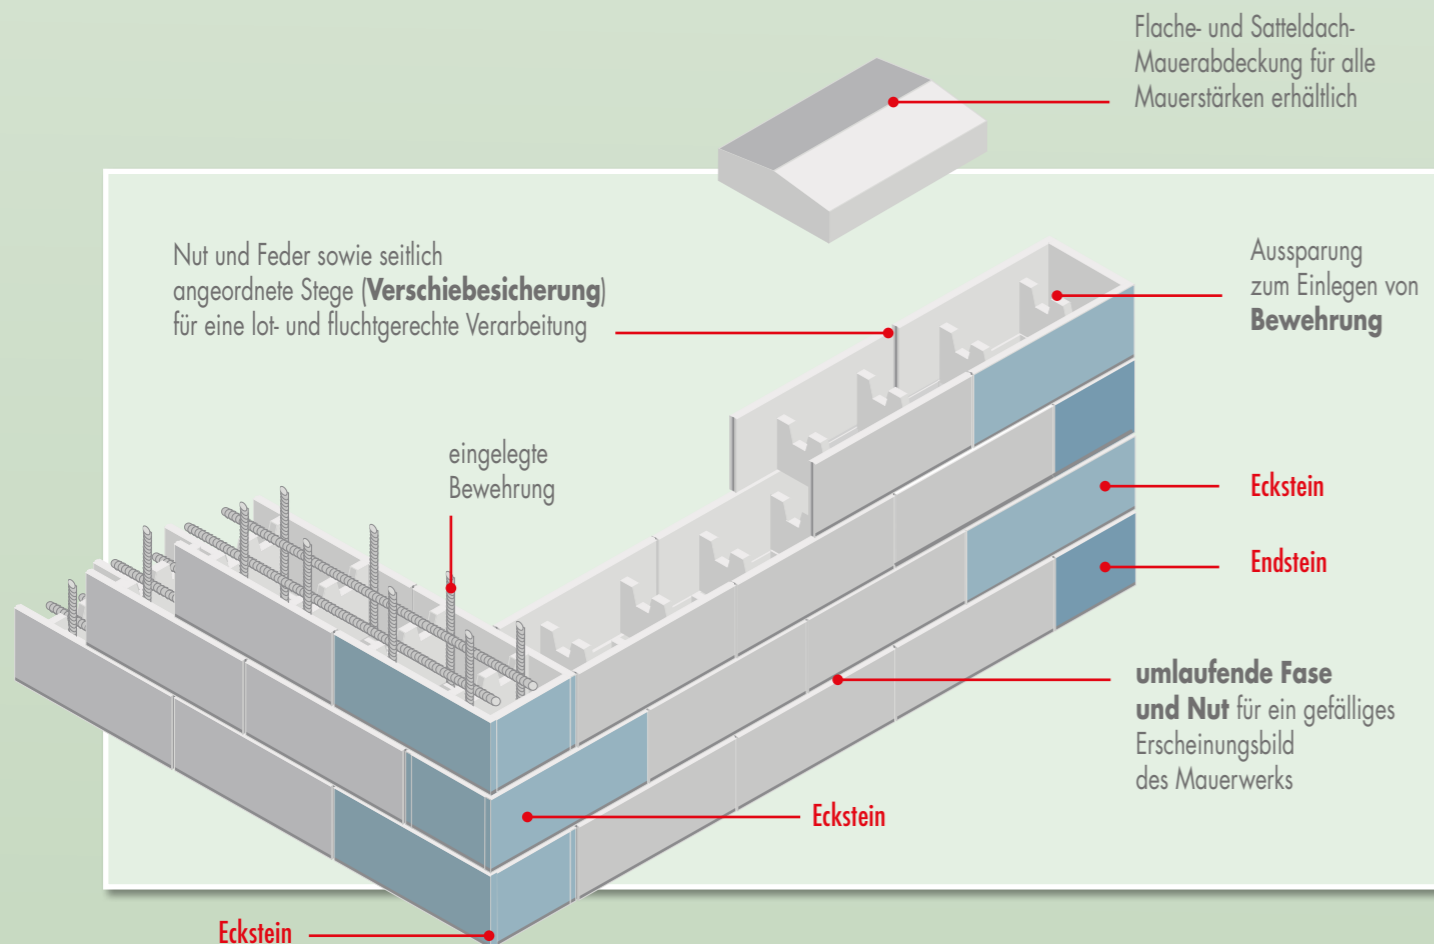 Flache- und Satteldach-
Mauerabdeckung für alle
Mauerstärken erhältlich
Nut und Feder sowie seitlich
angeordnete Stege (Verschiebesicherung)
für eine lot- und fluchtgerechte Verarbeitung
Aussparung
zum Einlegen von
Bewehrung
eingelegte
Bewehrung
Eckstein
Endstein
umlaufende Fase
und Nut für ein gefälliges
Erscheinungsbild
des Mauerwerks
Eckstein
Eckstein